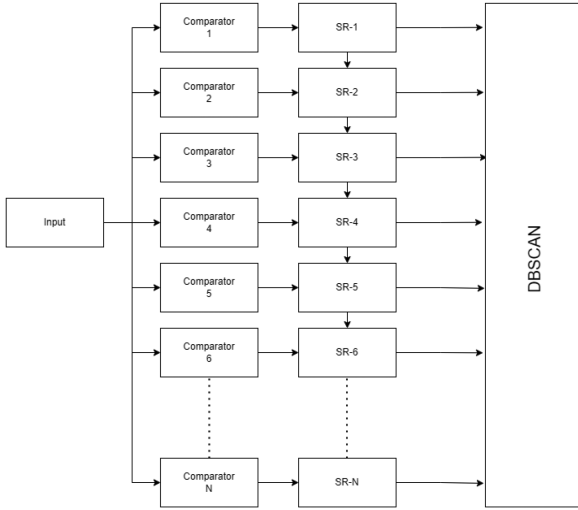 Comparator
1
SR-1
Comparator
2
SR-2
Comparator
3
SR-3
Input
Comparator
4
SR-4
Comparator
5
SR-5
Comparator
6
SR-6
Comparator
N
SR-N
DBSCAN